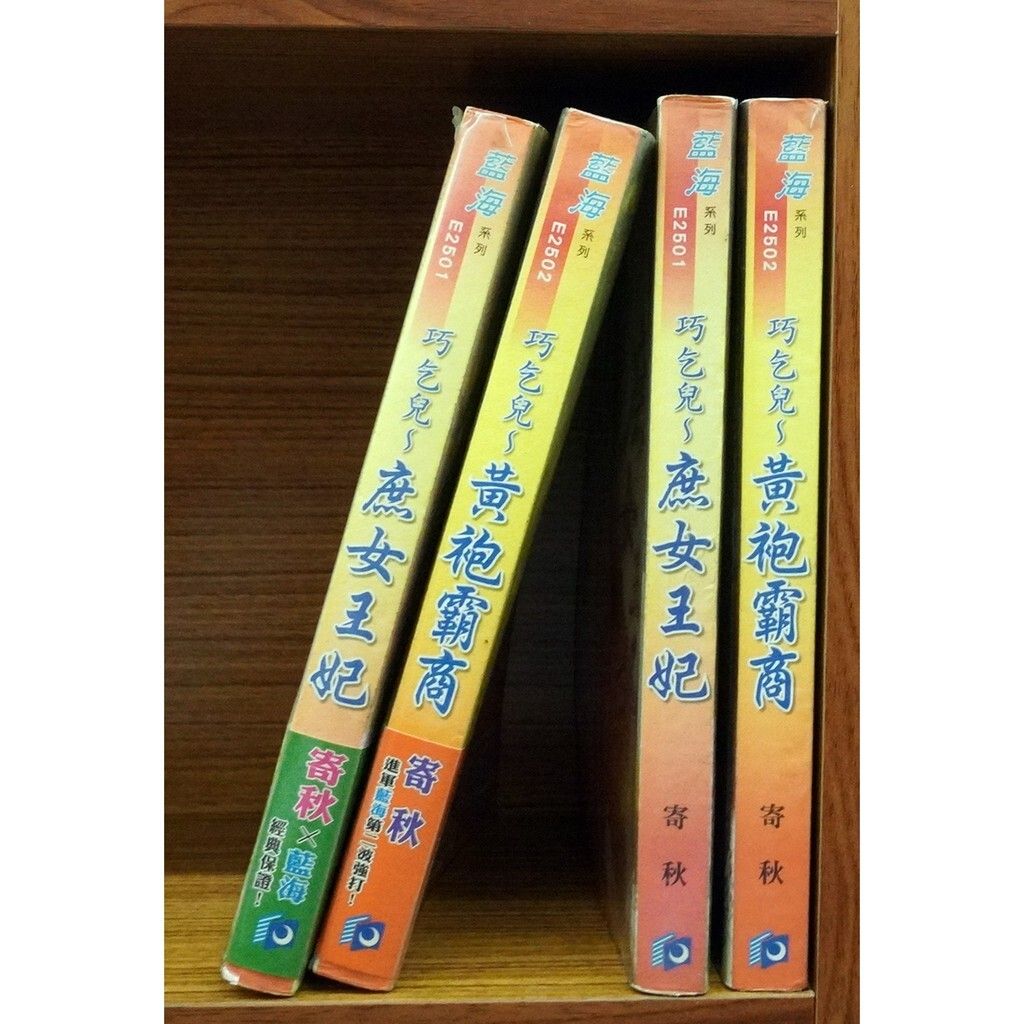 藍海系列
E2501
巧乞兒~庶女王妃
寄秋×藍海
經典保證!
藍海系列
E2502
巧乞兒~黃袍霸商
寄秋
進軍藍海第二波強打!
藍海系列
E2501
巧乞兒~庶女王妃
寄秋
藍海系列
E2502
巧乞兒~黃袍霸商
寄秋